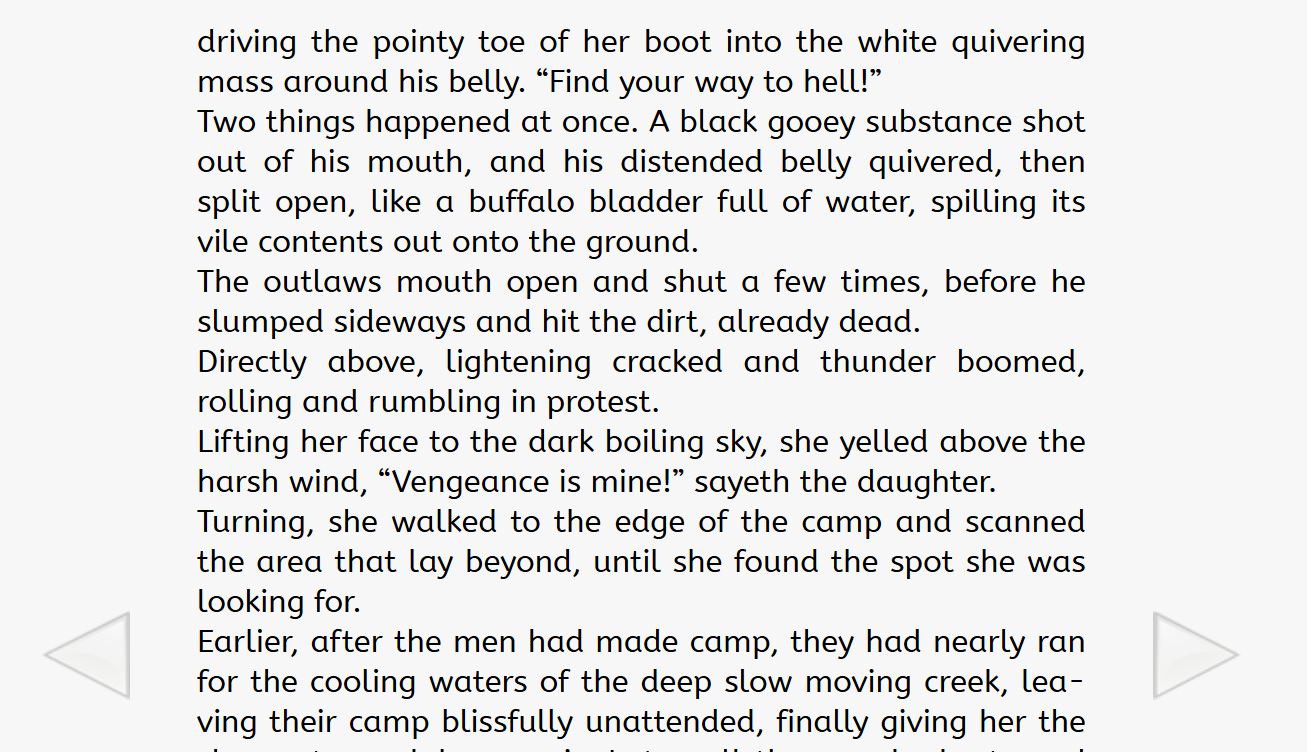 driving the pointy toe of her boot into the white quivering
mass around his belly. “Find your way to hell!”
Two things happened at once. A black gooey substance shot
out of his mouth, and his distended belly quivered, then
split open, like a buffalo bladder full of water, spilling its
vile contents out onto the ground.
The outlaws mouth open and shut a few times, before he
slumped sideways and hit the dirt, already dead.
Directly above, lightening cracked and thunder boomed,
rolling and rumbling in protest.
Lifting her face to the dark boiling sky, she yelled above the
harsh wind, “Vengeance is mine!” sayeth the daughter.
Turning, she walked to the edge of the camp and scanned
the area that lay beyond, until she found the spot she was
looking for.
Earlier, after the men had made camp, they had nearly ran
for the cooling waters of the deep slow moving creek, lea-
ving their camp blissfully unattended, finally giving her the